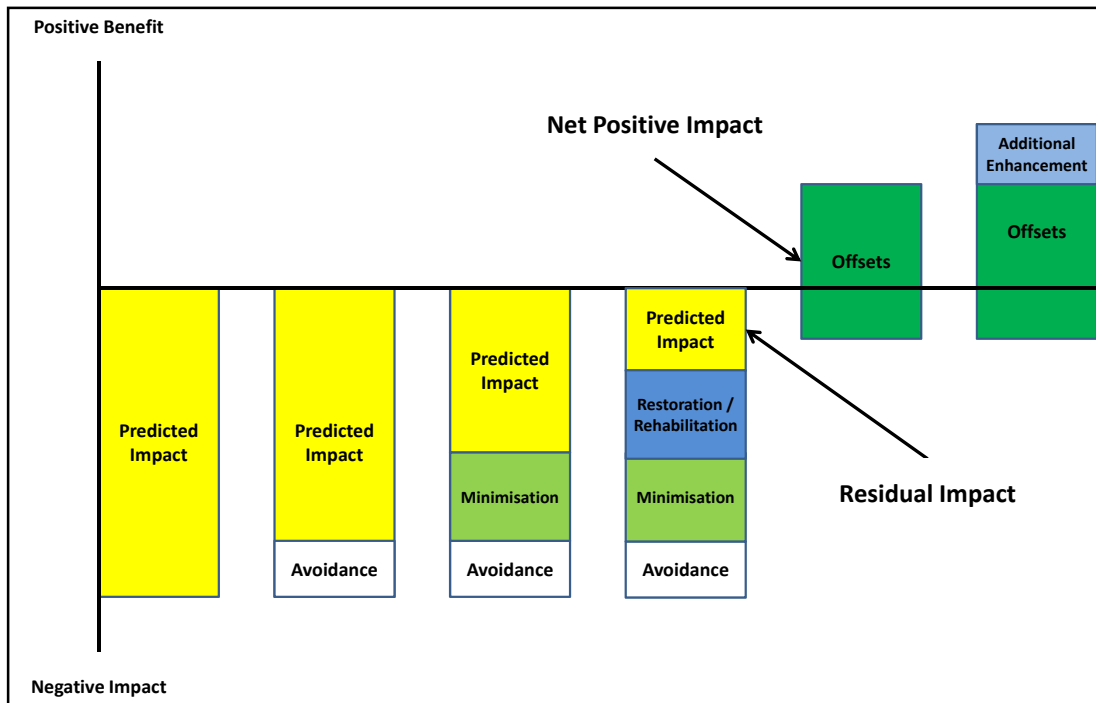 Positive Benefit
Net Positive Impact
Additional
Enhancement
Offsets
Offsets
Predicted
Impact
Predicted
Impact
Predicted
Impact
Predicted
Impact
Restoration /
Rehabilitation
Minimisation
Minimisation
Residual Impact
Avoidance
Avoidance
Avoidance
Negative Impact